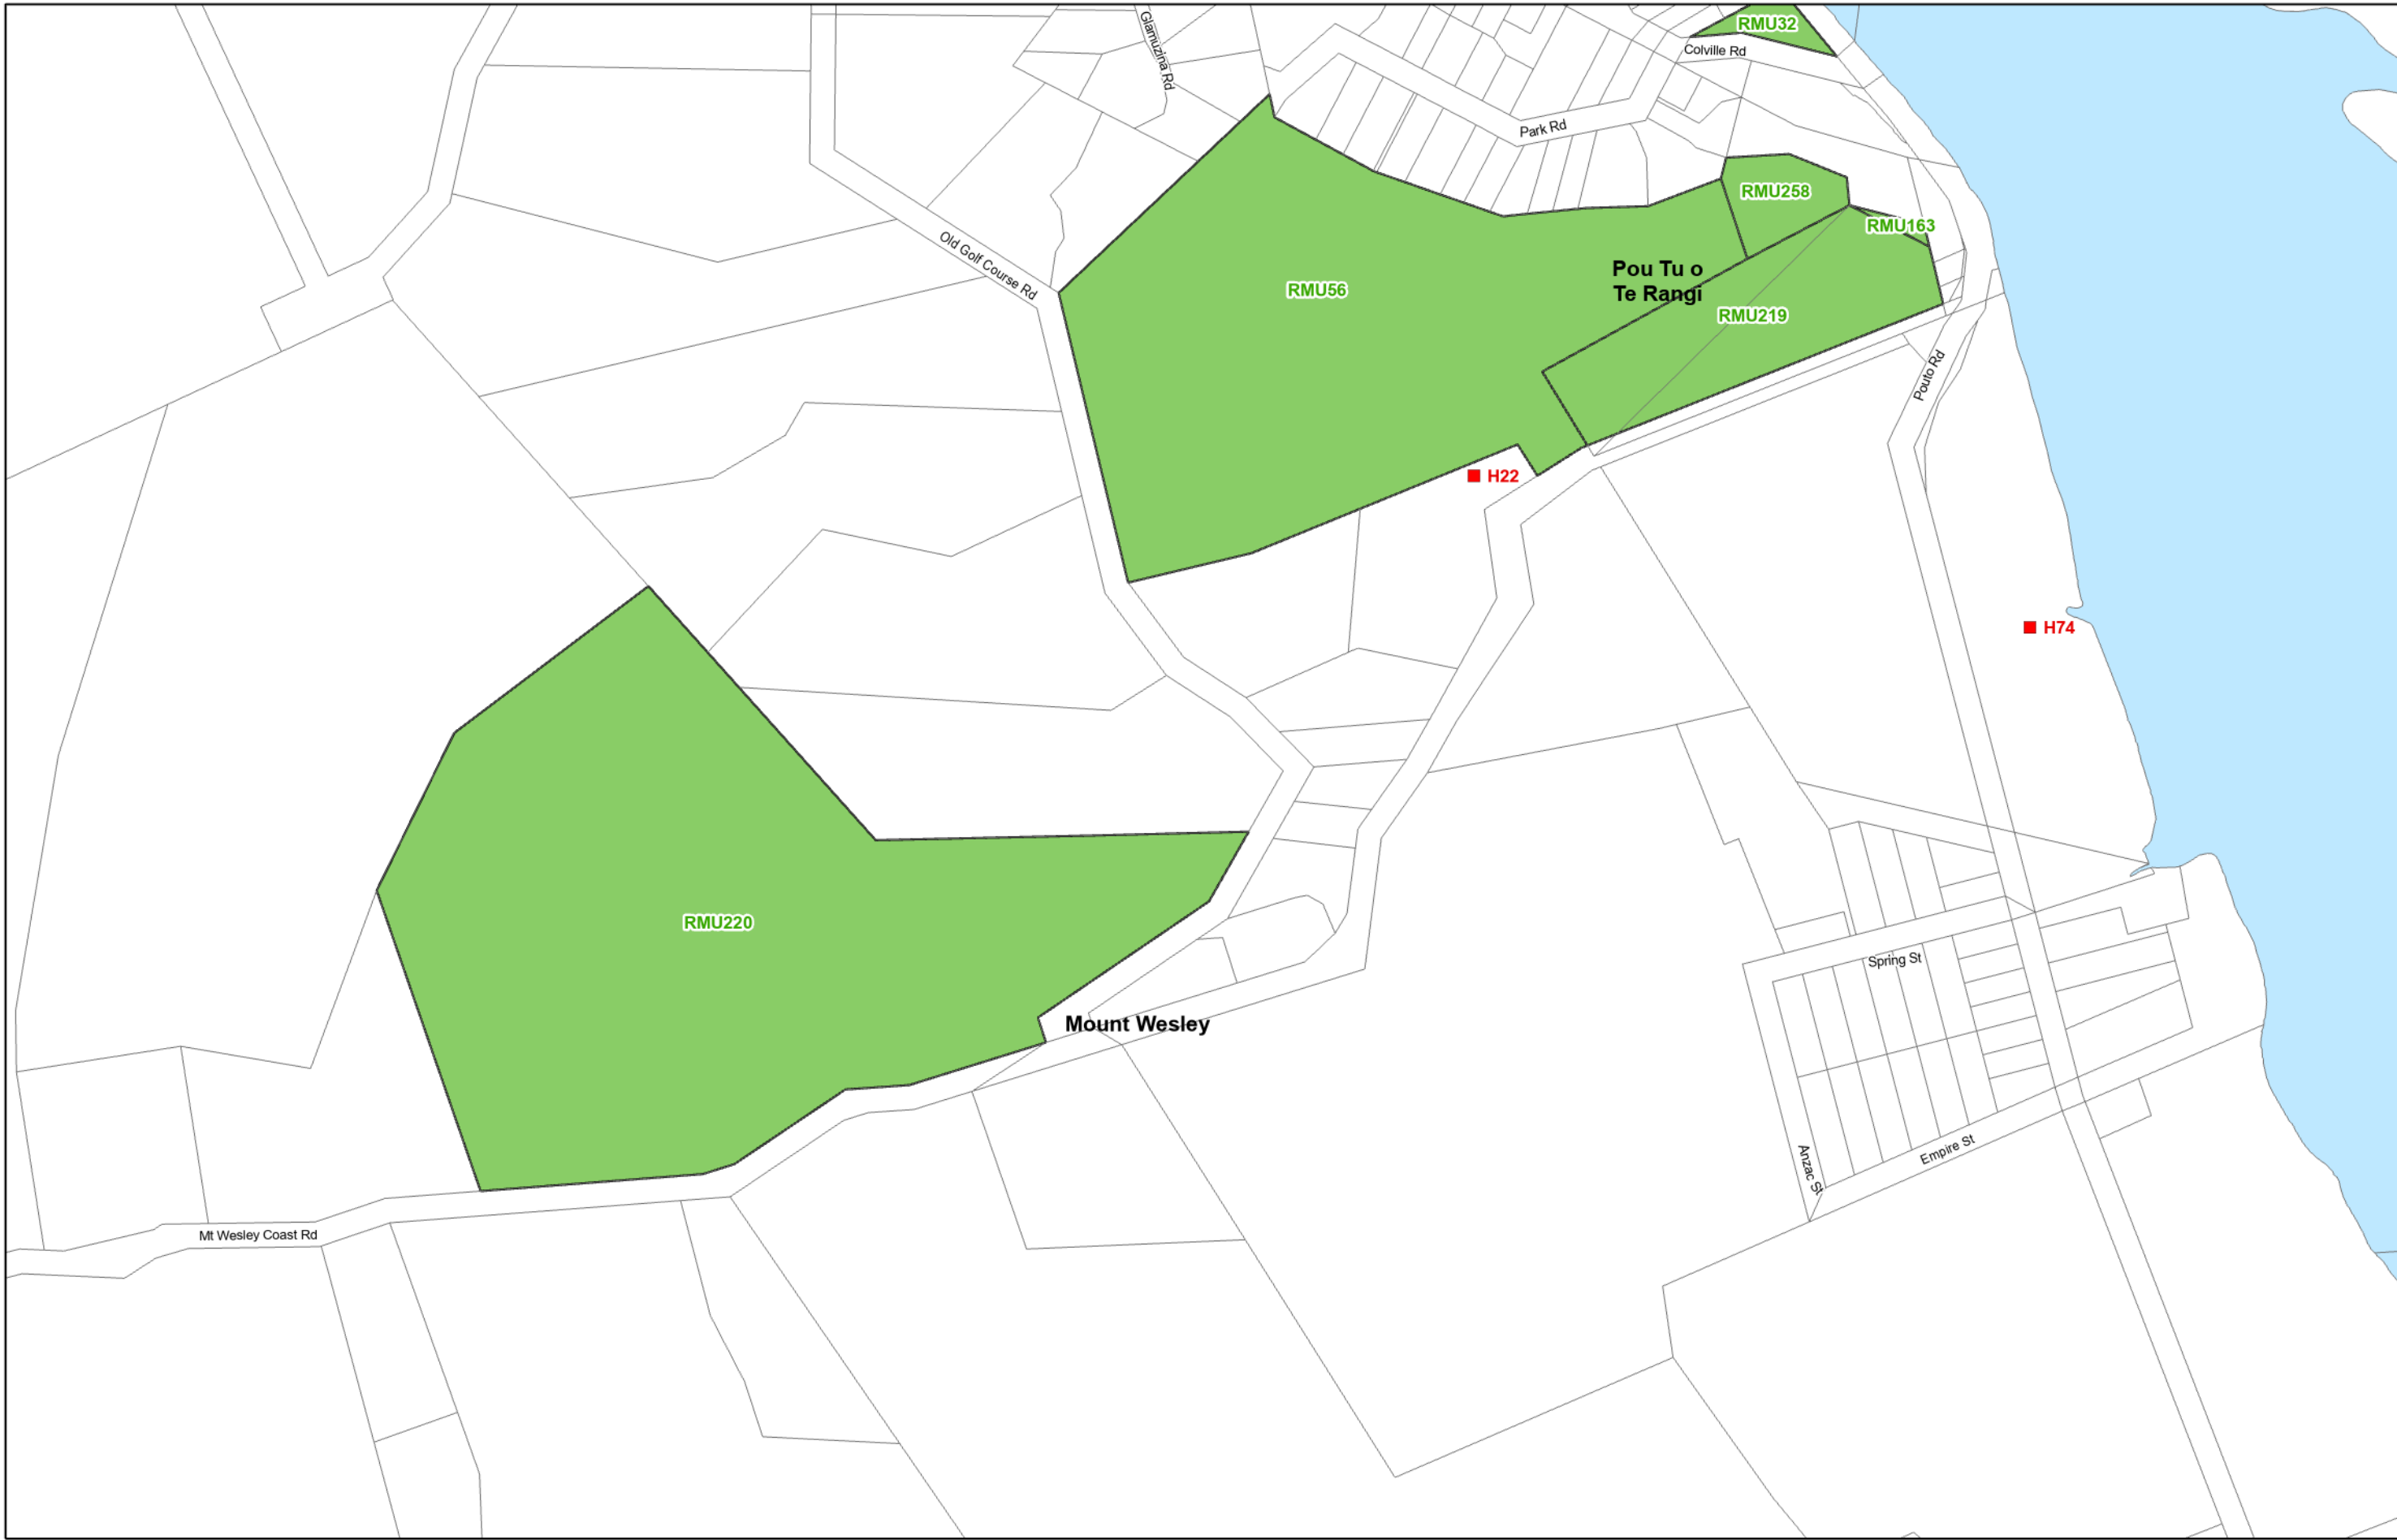 RMU32
Glamuzina Rd
Colville Rd
Park Rd
RMU258
RMU163
Old Golf Course Rd
Pou Tu o
Te Rangi
RMU56
RMU219
Pouto Rd
H22
H74
RMU220
Spring St
Mount Wesley
Anzac St
Empire St
Mt Wesley Coast Rd